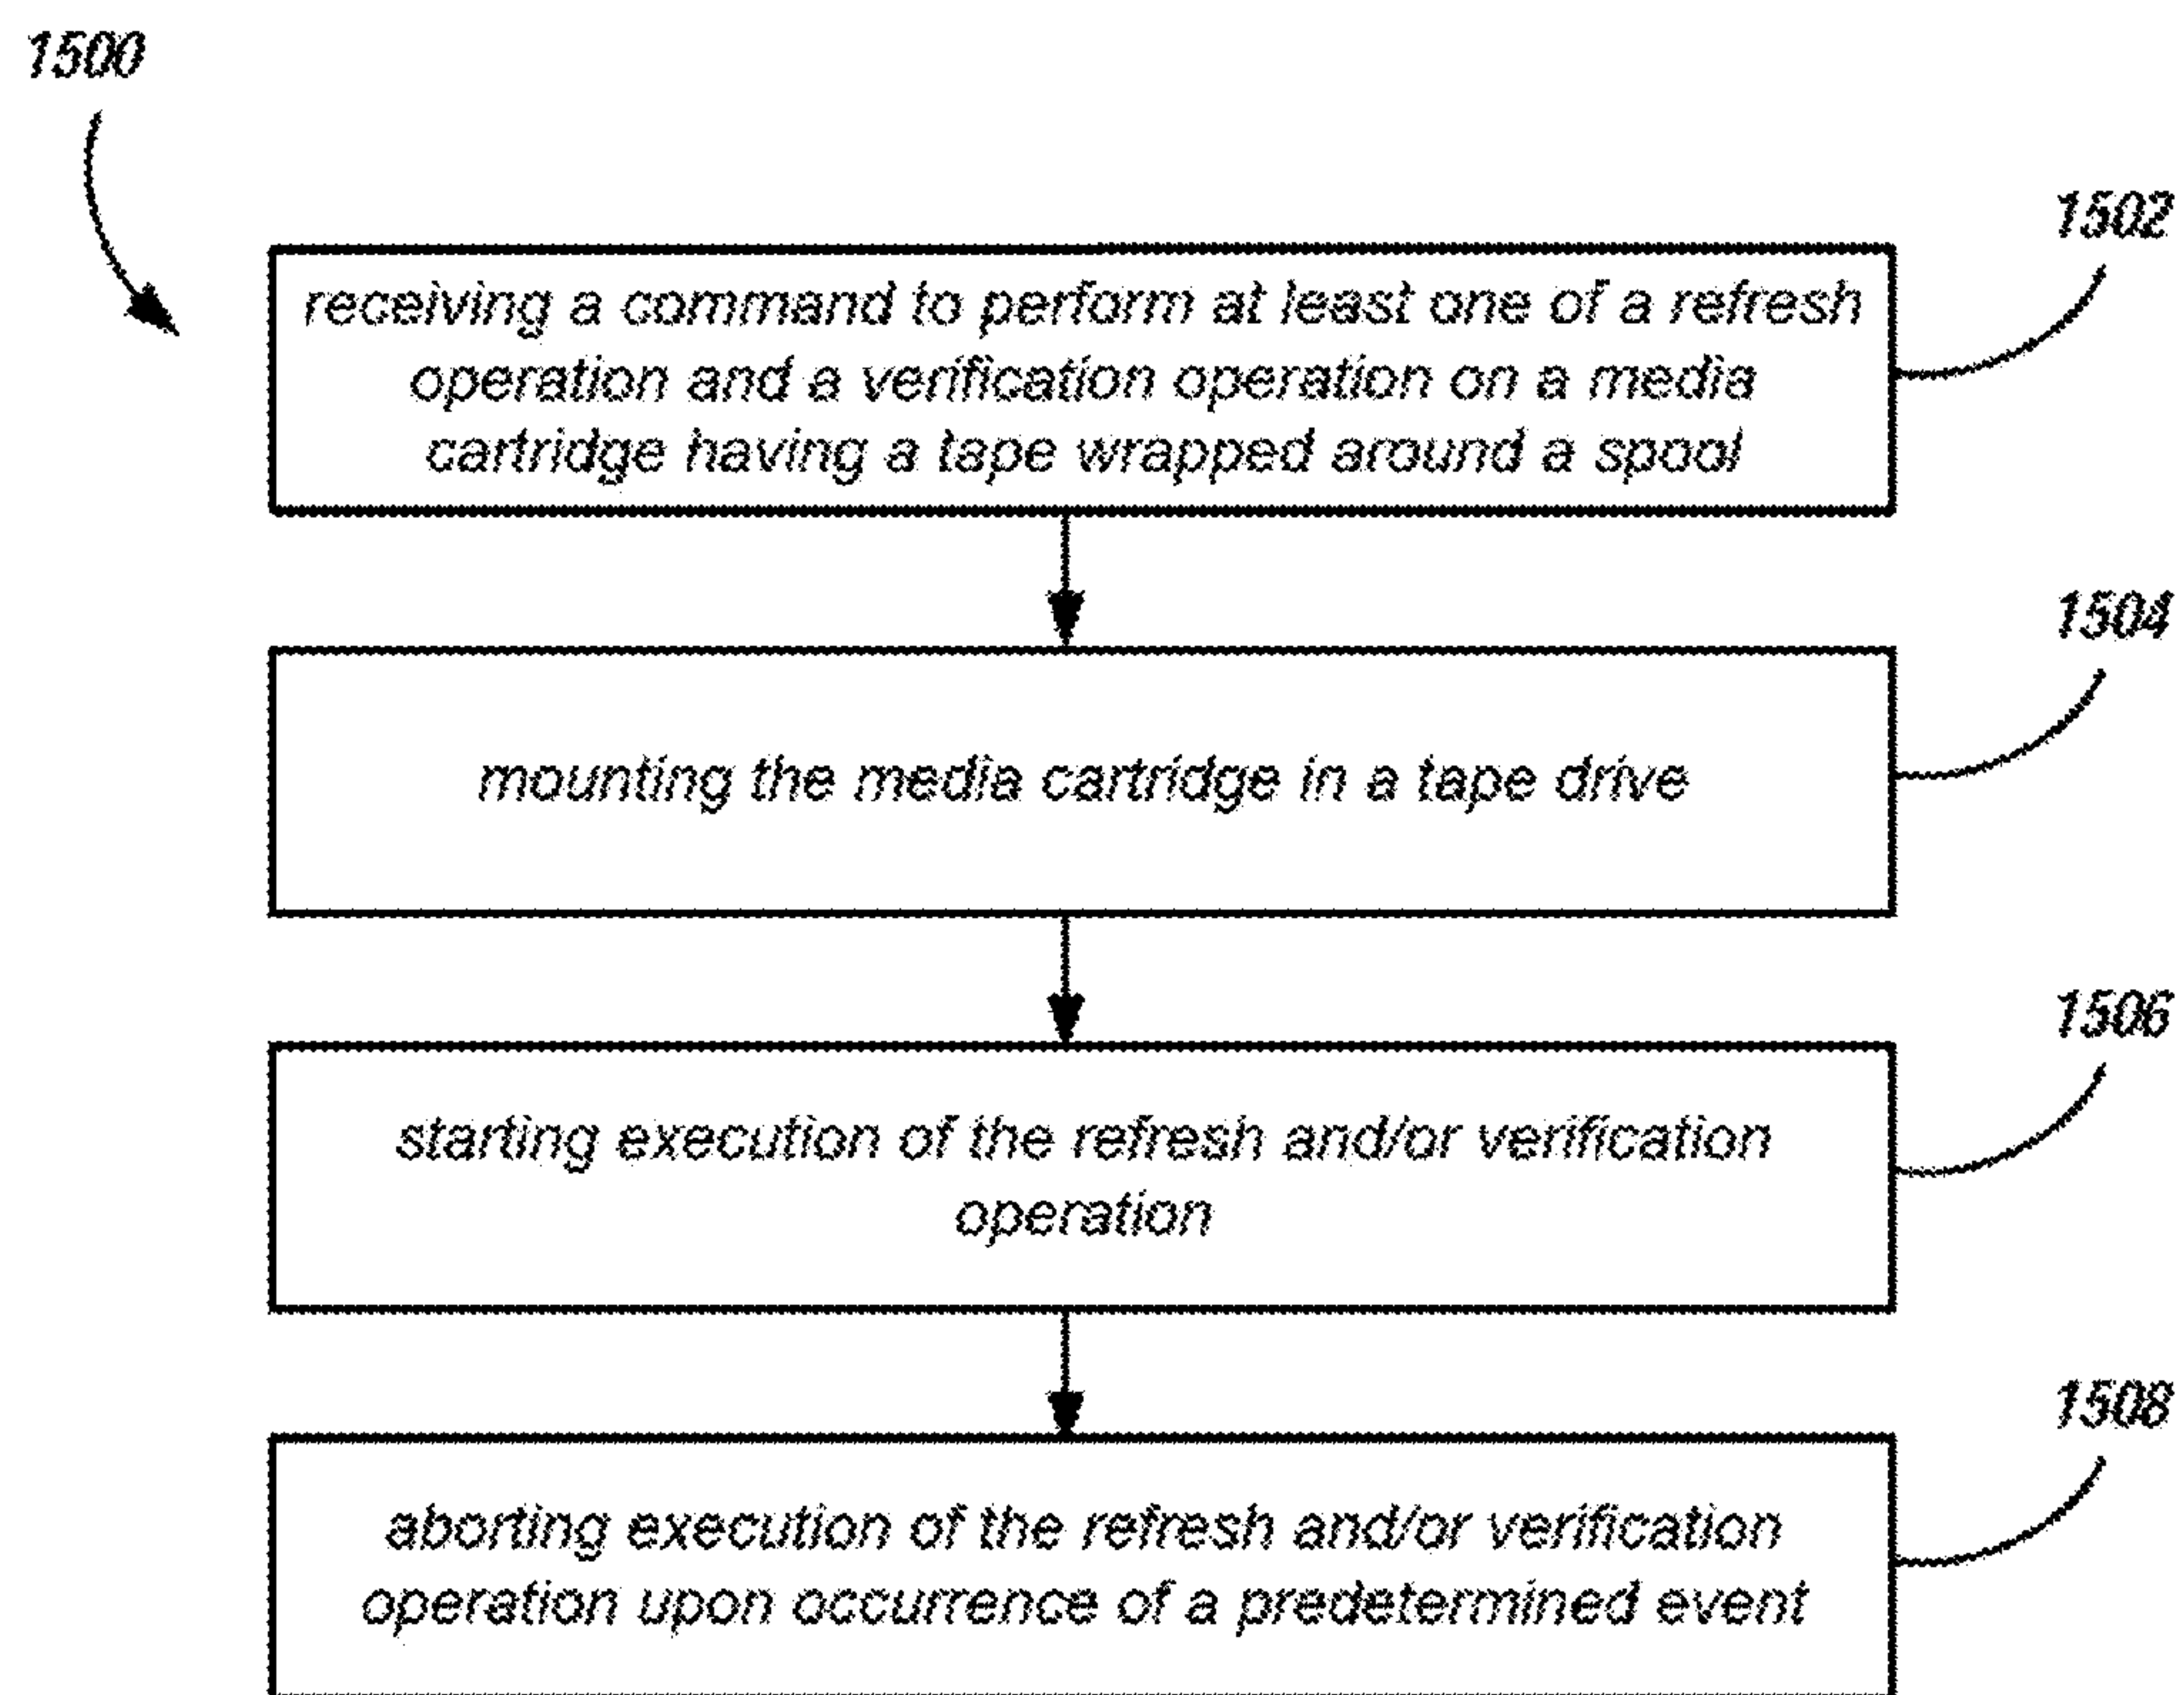 1500
1502
receiving a command to perform at least one of a refresh
operation and a verification operation on a media
cartridge having a tape wrapped around a spool
1504
mounting the media cartridge in a tape drive
1506
starting execution of the refresh and/or verification
operation
1508
aborting execution of the refresh and/or verification
operation upon occurrence of a predetermined event